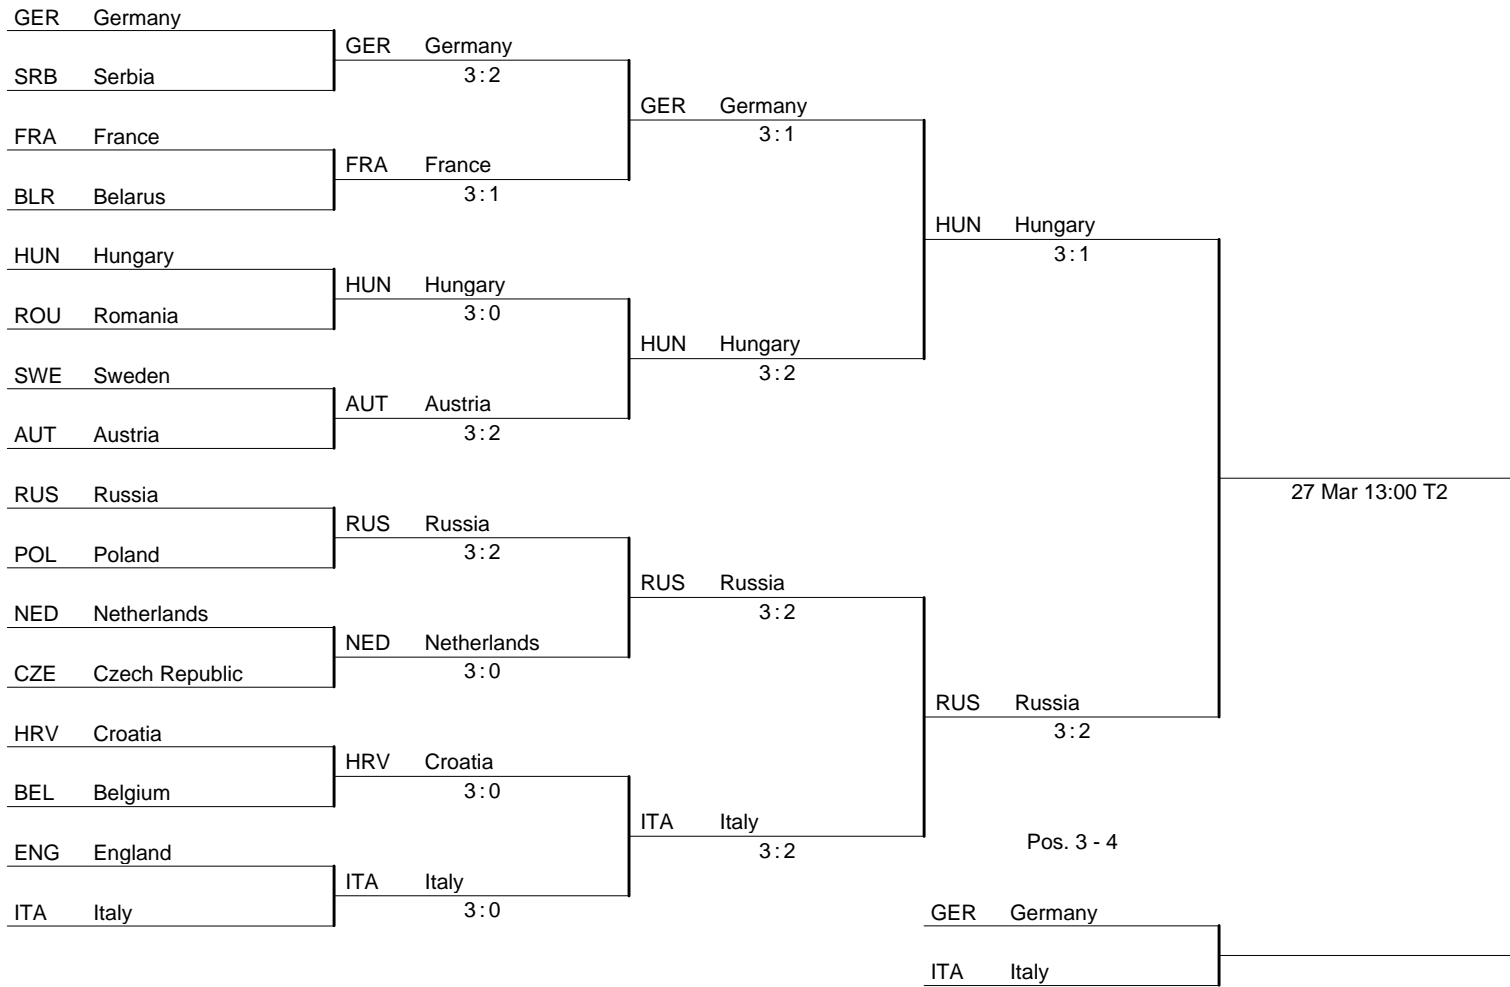 GER Germany
SRB Serbia
FRA France
BLR Belarus
HUN Hungary
ROU Romania
SWE Sweden
AUT Austria
RUS Russia
POL Poland
NED Netherlands
CZE Czech Republic
HRV Croatia
BEL Belgium
ENG England
ITA Italy
GER Germany
3:2
FRA France
3:1
HUN Hungary
3:0
AUT Austria
3:2
RUS Russia
3:2
NED Netherlands
3:0
HRV Croatia
3:0
ITA Italy
3:0
GER Germany
3:1
HUN Hungary
3:2
RUS Russia
3:2
ITA Italy
3:2
HUN Hungary
3:1
RUS Russia
3:2
27 Mar 13:00 T2
Pos. 3 - 4
GER Germany
ITA Italy